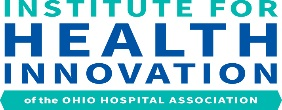 INSTITUTE FOR
HEALTH
INNOVATION
of the OHIO HOSPITAL ASSOCIATION